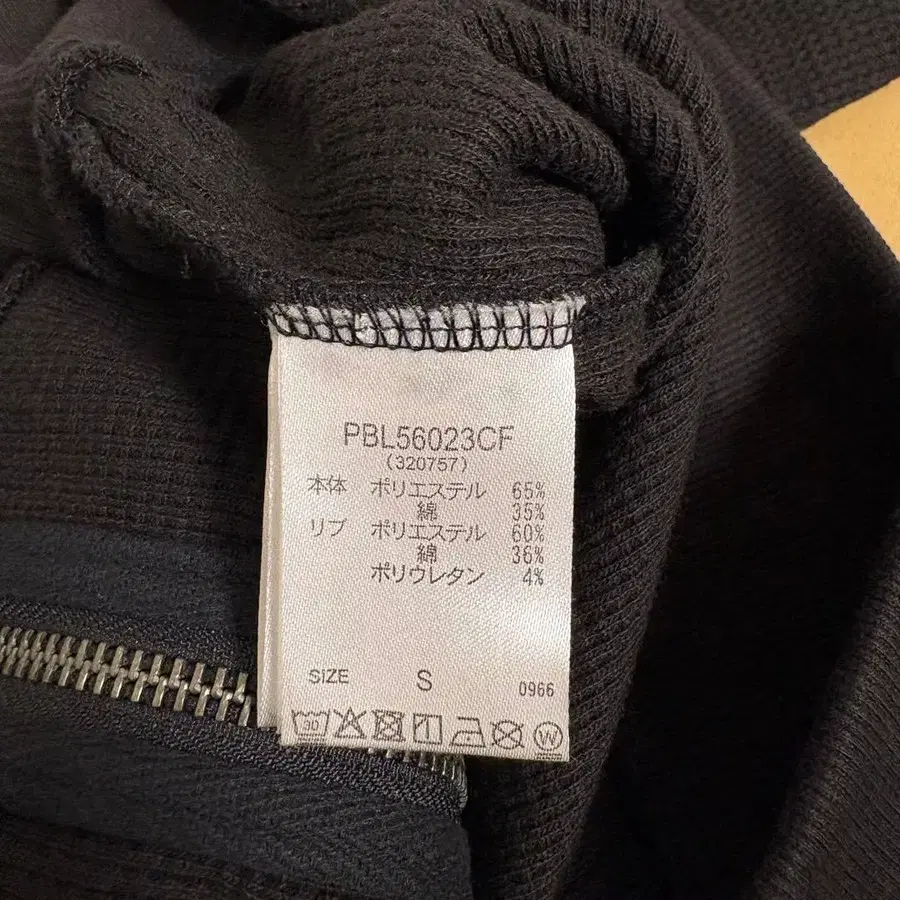 PBL56023CF
(320757)
本体 ポリエステル 65%
綿 35%
リブ ポリエステル 60%
綿 36%
ポリウレタン 4%
SIZE S 0966
30 W